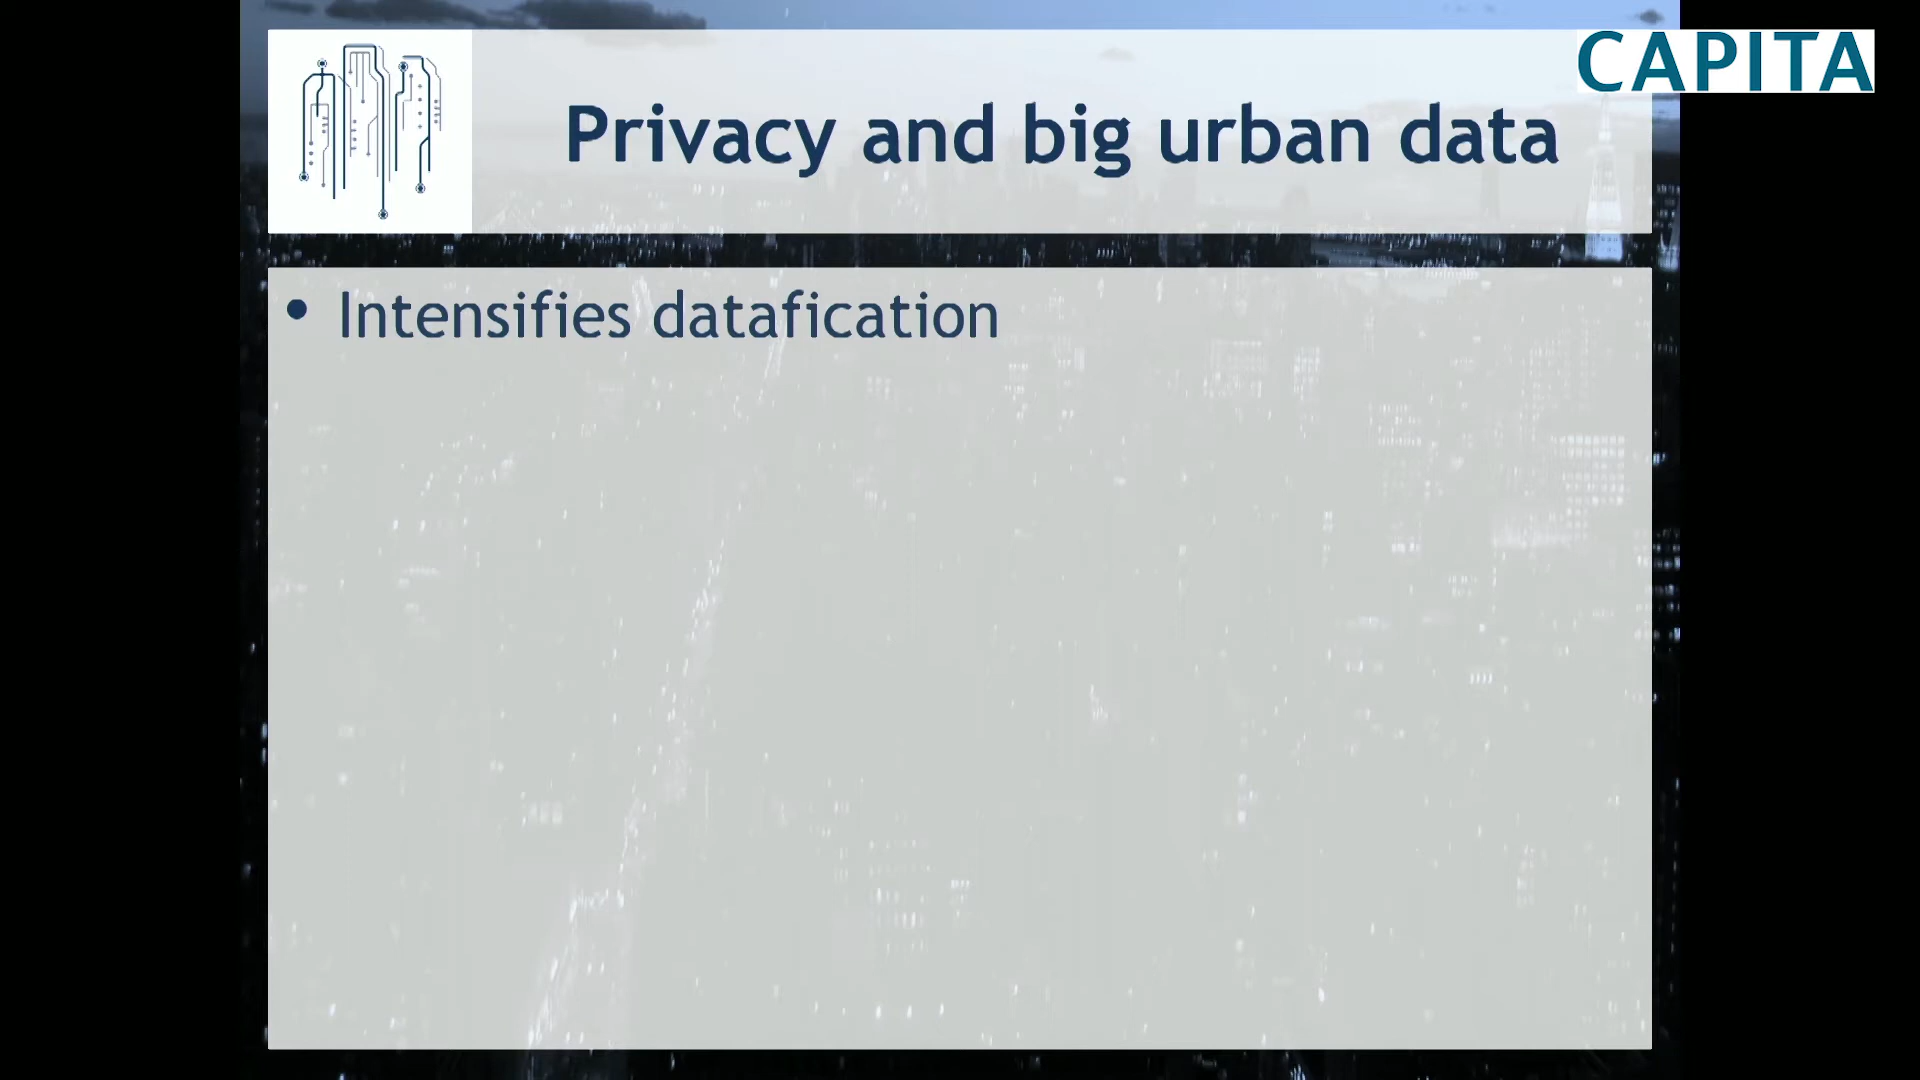 CAPITA
Privacy and big urban data
• Intensifies datafication